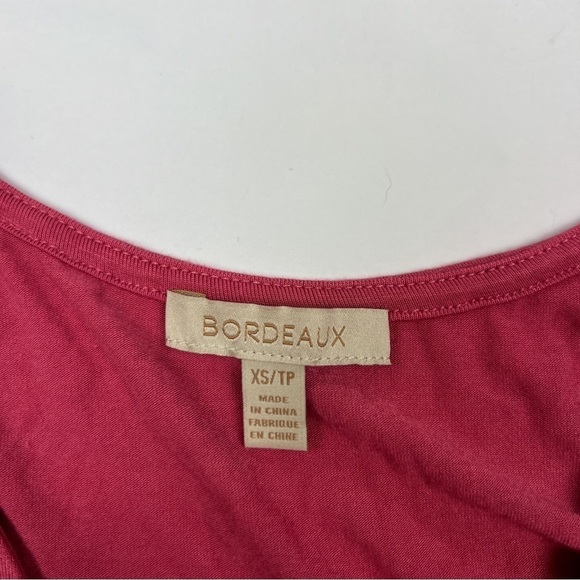 BORDEAUX
XS/TP
MADE
IN CHINA
FABRIQUE
EN CHINE